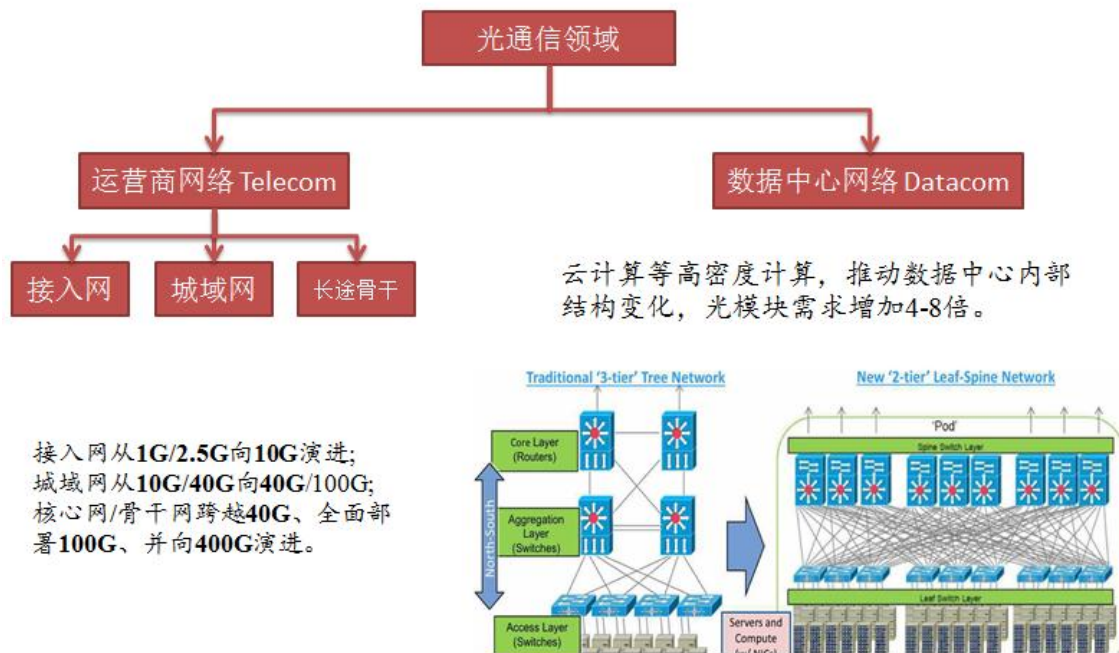 光通信领域
运营商网络 Telecom
数据中心网络 Datacom
接入网
城域网
长途骨干
云计算等高密度计算，推动数据中心内部
结构变化，光模块需求增加4-8倍。
接入网从1G/2.5G向10G演进;
城域网从10G/40G向40G/100G;
核心网/骨干网跨越40G、全面部
署100G、并向400G演进。
Traditional '3-tier' Tree Network
Core Layer
(Routers)
North-South
Aggregation
Layer
(Switches)
Access Layer
(Switches)
New '2-tier' Leaf-Spine Network
'Pod'
Spine Switch Layer
Leaf Switch Layer
Servers and
Compute